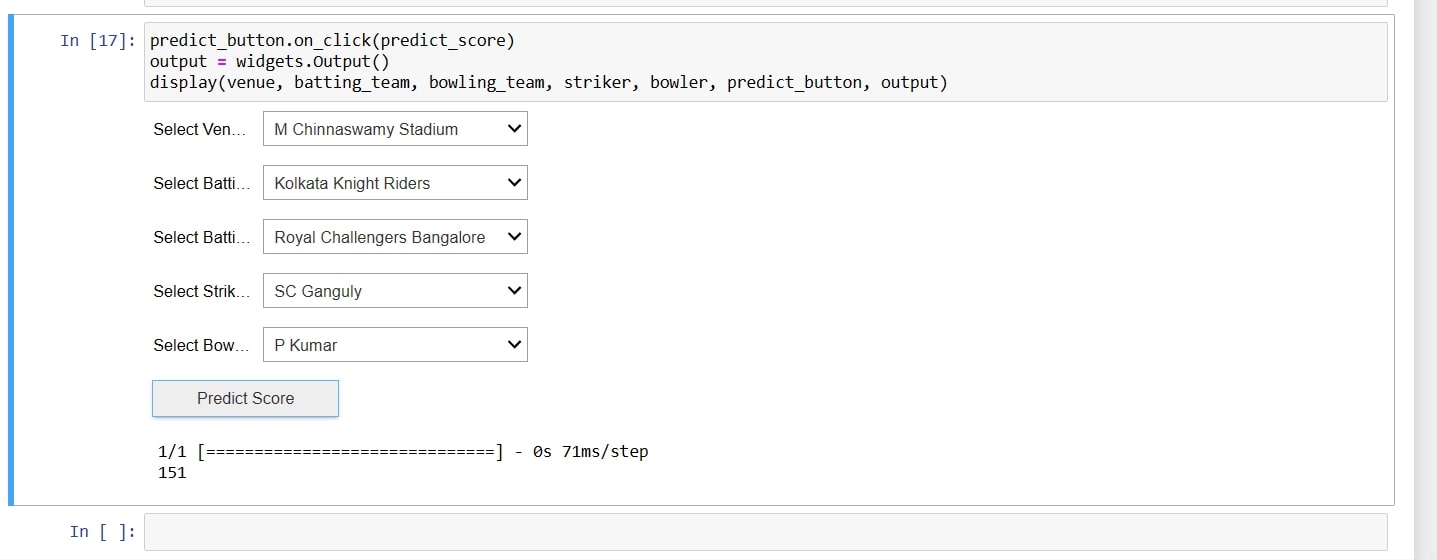 In [17]: predict_button.on_click(predict_score)
output = widgets.Output()
display(venue, batting_team, bowling_team, striker, bowler, predict_button, output)
Select Ven... M Chinnaswamy Stadium
Select Batti... Kolkata Knight Riders
Select Batti... Royal Challengers Bangalore
Select Strik... SC Ganguly
Select Bow... P Kumar
Predict Score
1/1 [==============================] - 0s 71ms/step
151
In [ ]: